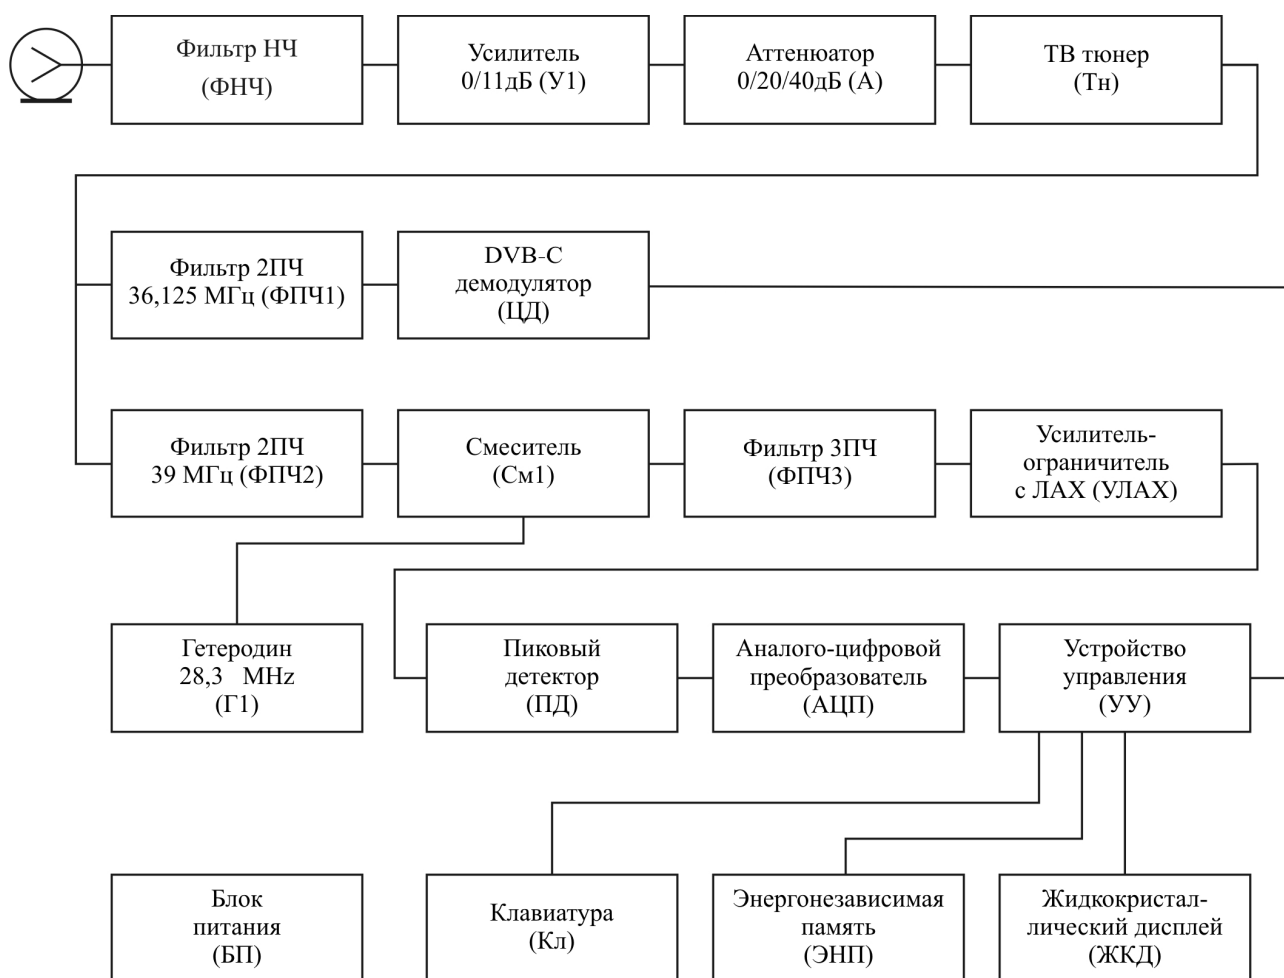 Фильтр НЧ
(ФНЧ)
Усилитель
0/11дБ (У1)
Аттенюатор
0/20/40дБ (А)
ТВ тюнер
(Тн)
Фильтр 2ПЧ
36,125 МГц (ФПЧ1)
DVB-C
демодулятор
(ЦД)
Фильтр 2ПЧ
39 МГц (ФПЧ2)
Смеситель
(См1)
Фильтр 3ПЧ
(ФПЧ3)
Усилитель-
ограничитель
с ЛАХ (УЛАХ)
Гетеродин
28,3 MHz
(Г1)
Пиковый
детектор
(ПД)
Аналого-цифровой
преобразователь
(АЦП)
Устройство
управления
(УУ)
Блок
питания
(БП)
Клавиатура
(Кл)
Энергонезависимая
память
(ЭНП)
Жидкокристал-
лический дисплей
(ЖКД)